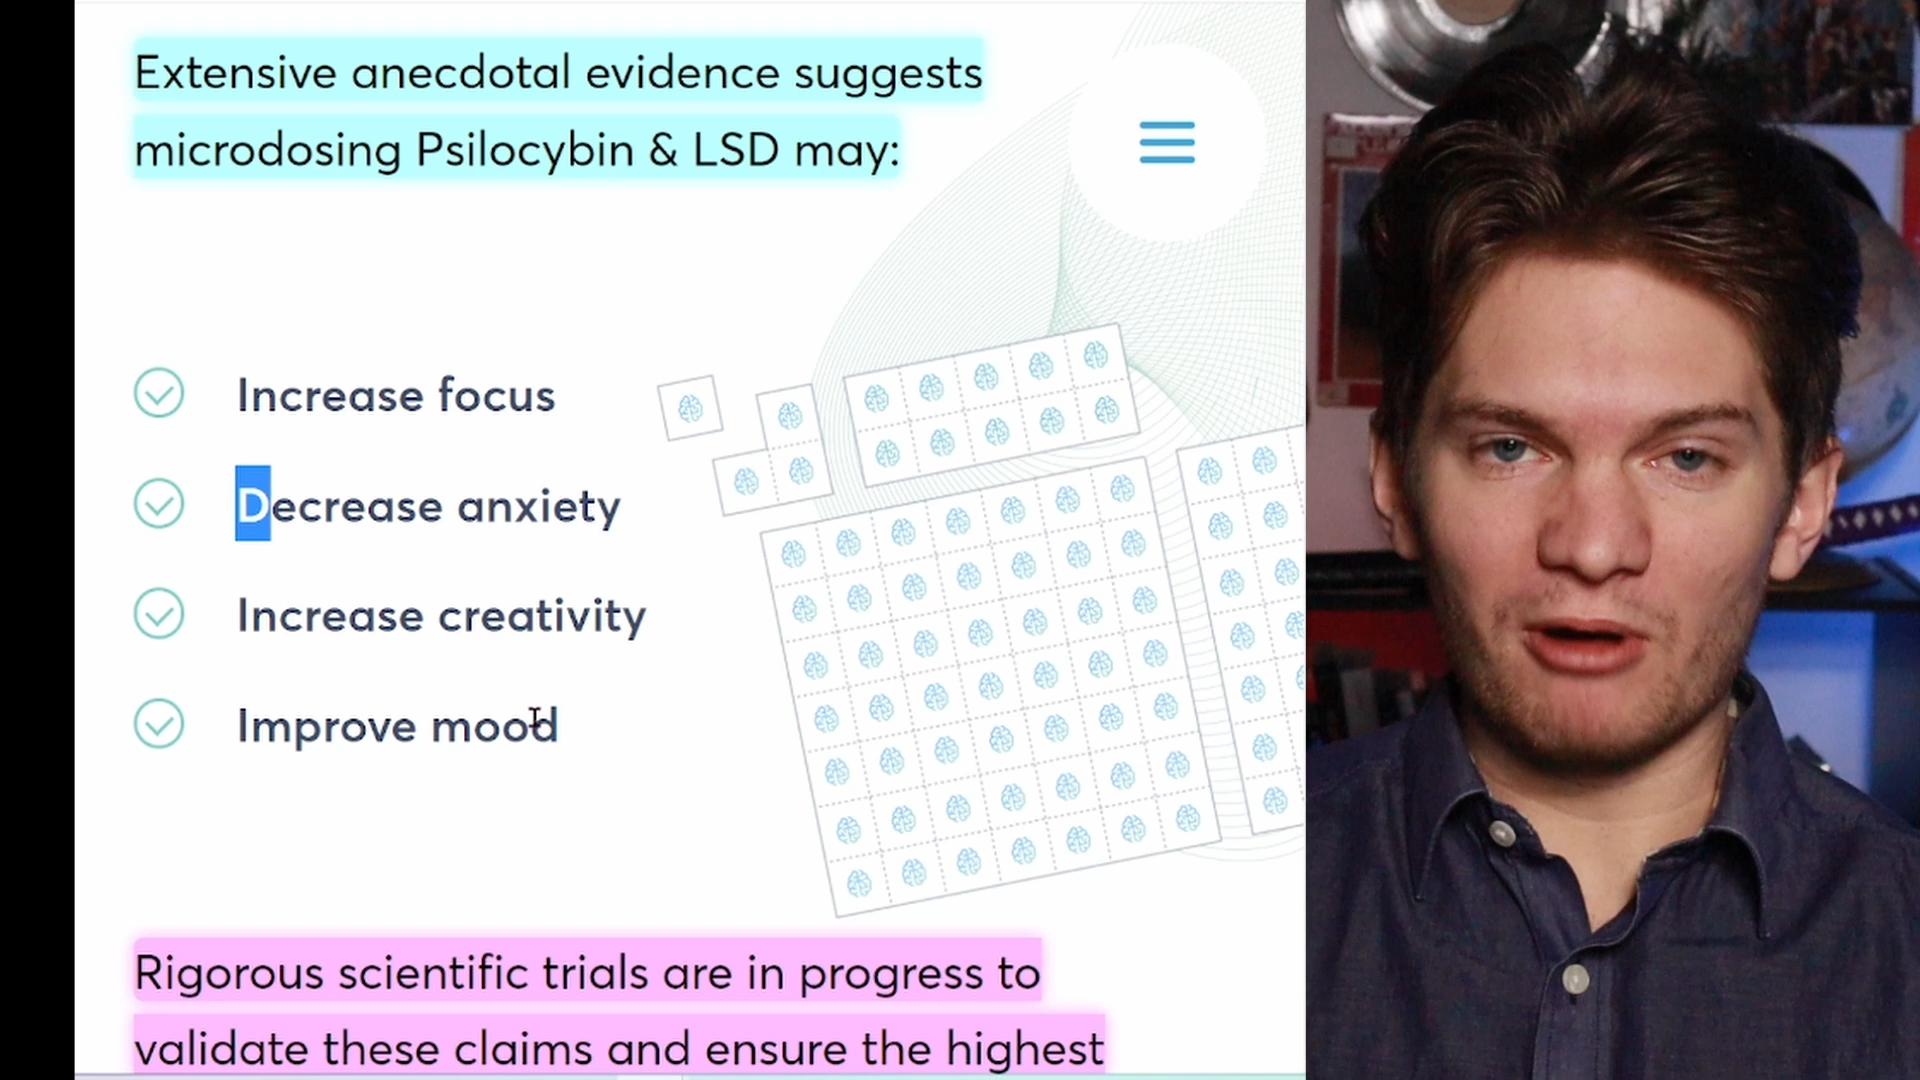 Extensive anecdotal evidence suggests
microdosing Psilocybin & LSD may:
Increase focus
Decrease anxiety
Increase creativity
Improve mood
Rigorous scientific trials are in progress to
validate these claims and ensure the highest